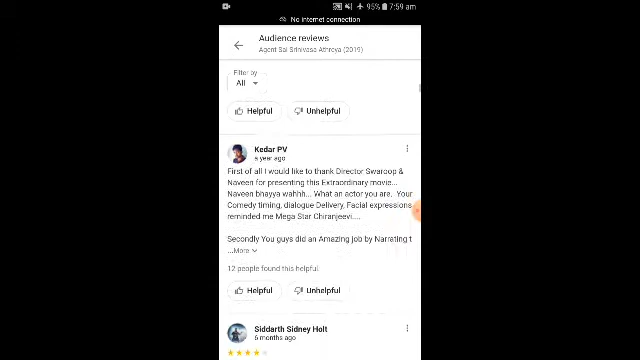 95% 7:59 am
No internet connection
Audience reviews
Agent Sai Srinivasa Athreya (2019)
Filter by
All
Helpful Unhelpful
Kedar PV
a year ago
First of all I would like to thank Director Swaroop &
Naveen for presenting this Extraordinary movie...
Naveen bhayya wahhh... What an actor you are. Your
Comedy timing, dialogue Delivery, Facial expressions
reminded me Mega Star Chiranjeevi....
Secondly You guys did an Amazing job by Narrating t
...More
12 people found this helpful
Helpful Unhelpful
Siddarth Sidney Holt
6 months ago